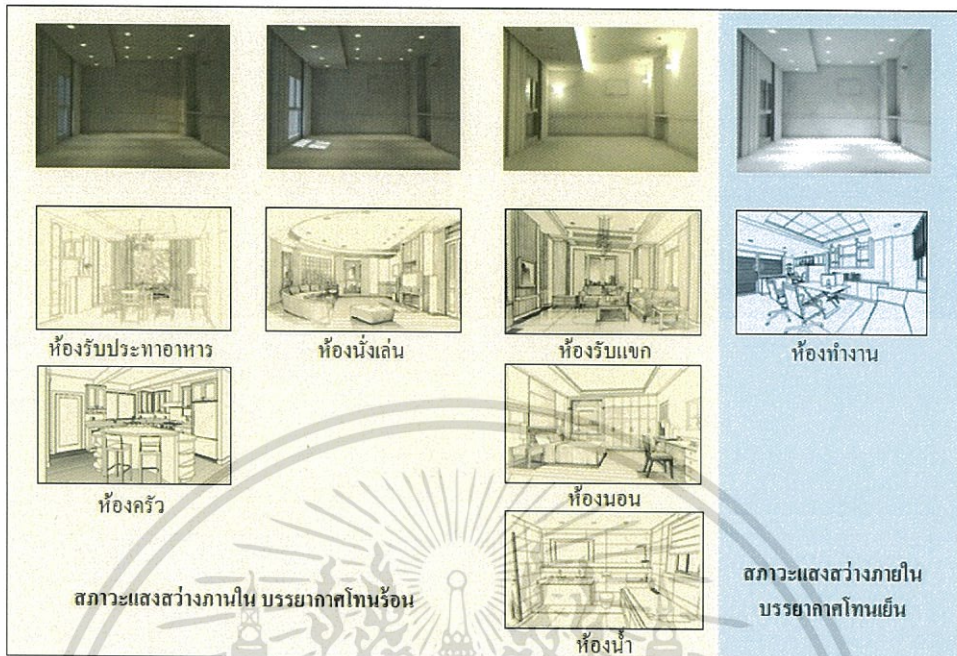 ห้องรับประทาอาหาร
ห้องนั่งเล่น
ห้องรับแขก
ห้องทำงาน
ห้องครัว
ห้องนอน
สภาวะแสงสว่างภานใน บรรยากาศโทนร้อน
สภาวะแสงสว่างภายใน
บรรยากาศโทนเย็น
ห้องน้ำ